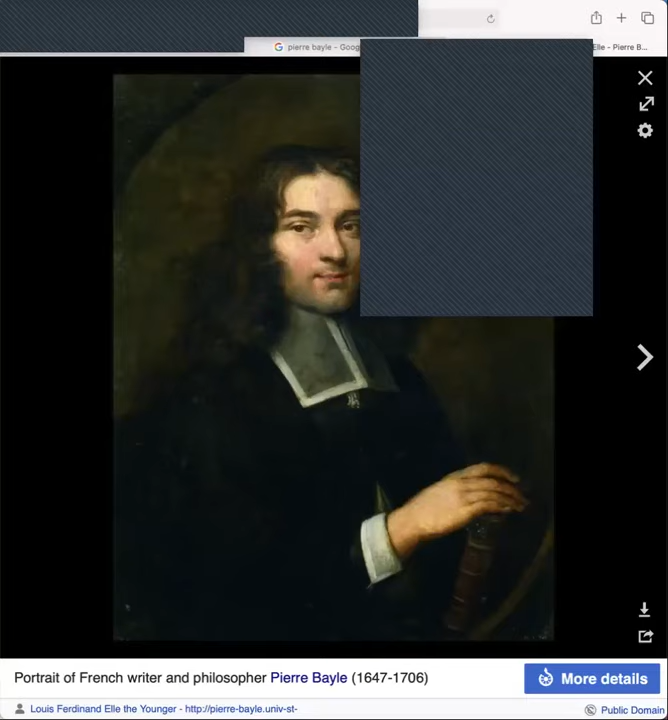 pierre bayle – Goog
Elle - Pierre B...
Portrait of French writer and philosopher Pierre Bayle (1647-1706)
More details
Louis Ferdinand Elle the Younger - http://pierre-bayle.univ-st-
Public Domain